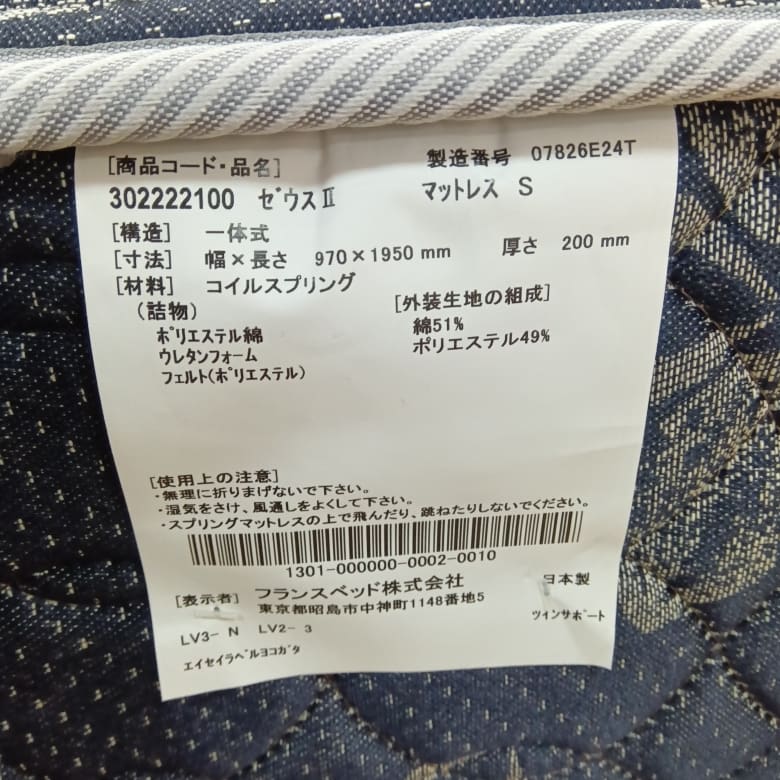 [商品コード・品名] 製造番号 07826E24T
302222100 ゼウスⅡ マットレス S
[構造] 一体式
[寸法] 幅×長さ 970×1950 mm 厚さ 200 mm
[材料] コイルスプリング
(詰物) [外装生地の組成]
ポリエステル綿 綿51%
ウレタンフォーム ポリエステル49%
フェルト(ポリエステル)
[使用上の注意]
・無理に折りまげないで下さい。
・湿気をさけ、風通しをよくして下さい。
・スプリングマットレスの上で飛んだり、跳ねたりしないでください。
1301-000000-0002-0010
[表示者] フランスベッド株式会社 日本製
東京都昭島市中神町1148番地5
LV3- N LV2- 3 ツインサポート
エイセイラベルヨコガタ